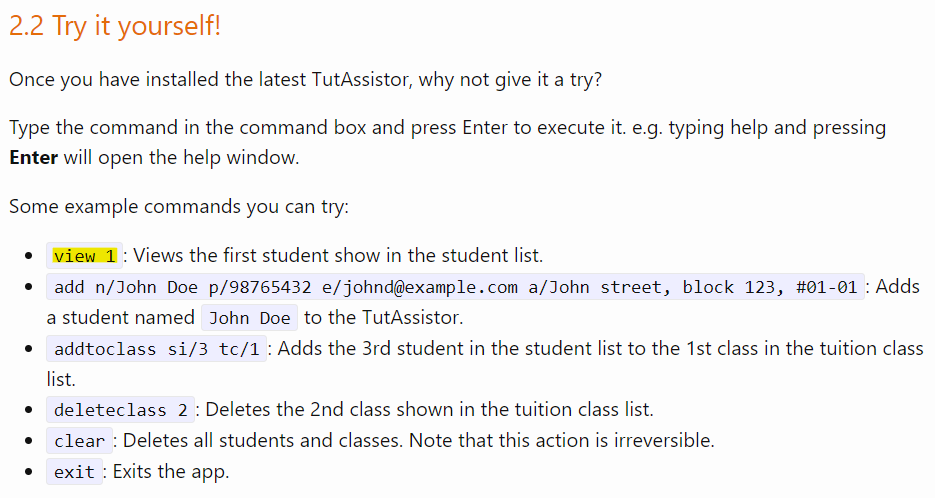 2.2 Try it yourself!
Once you have installed the latest TutAssistor, why not give it a try?
Type the command in the command box and press Enter to execute it. e.g. typing help and pressing
Enter will open the help window.
Some example commands you can try:
• view 1 : Views the first student show in the student list.
• add n/John Doe p/98765432 e/johnd@example.com a/John street, block 123, #01-01 : Adds
a student named John Doe to the TutAssistor.
• addtoclass si/3 tc/1 : Adds the 3rd student in the student list to the 1st class in the tuition class
list.
• deleteclass 2 : Deletes the 2nd class shown in the tuition class list.
• clear : Deletes all students and classes. Note that this action is irreversible.
• exit : Exits the app.